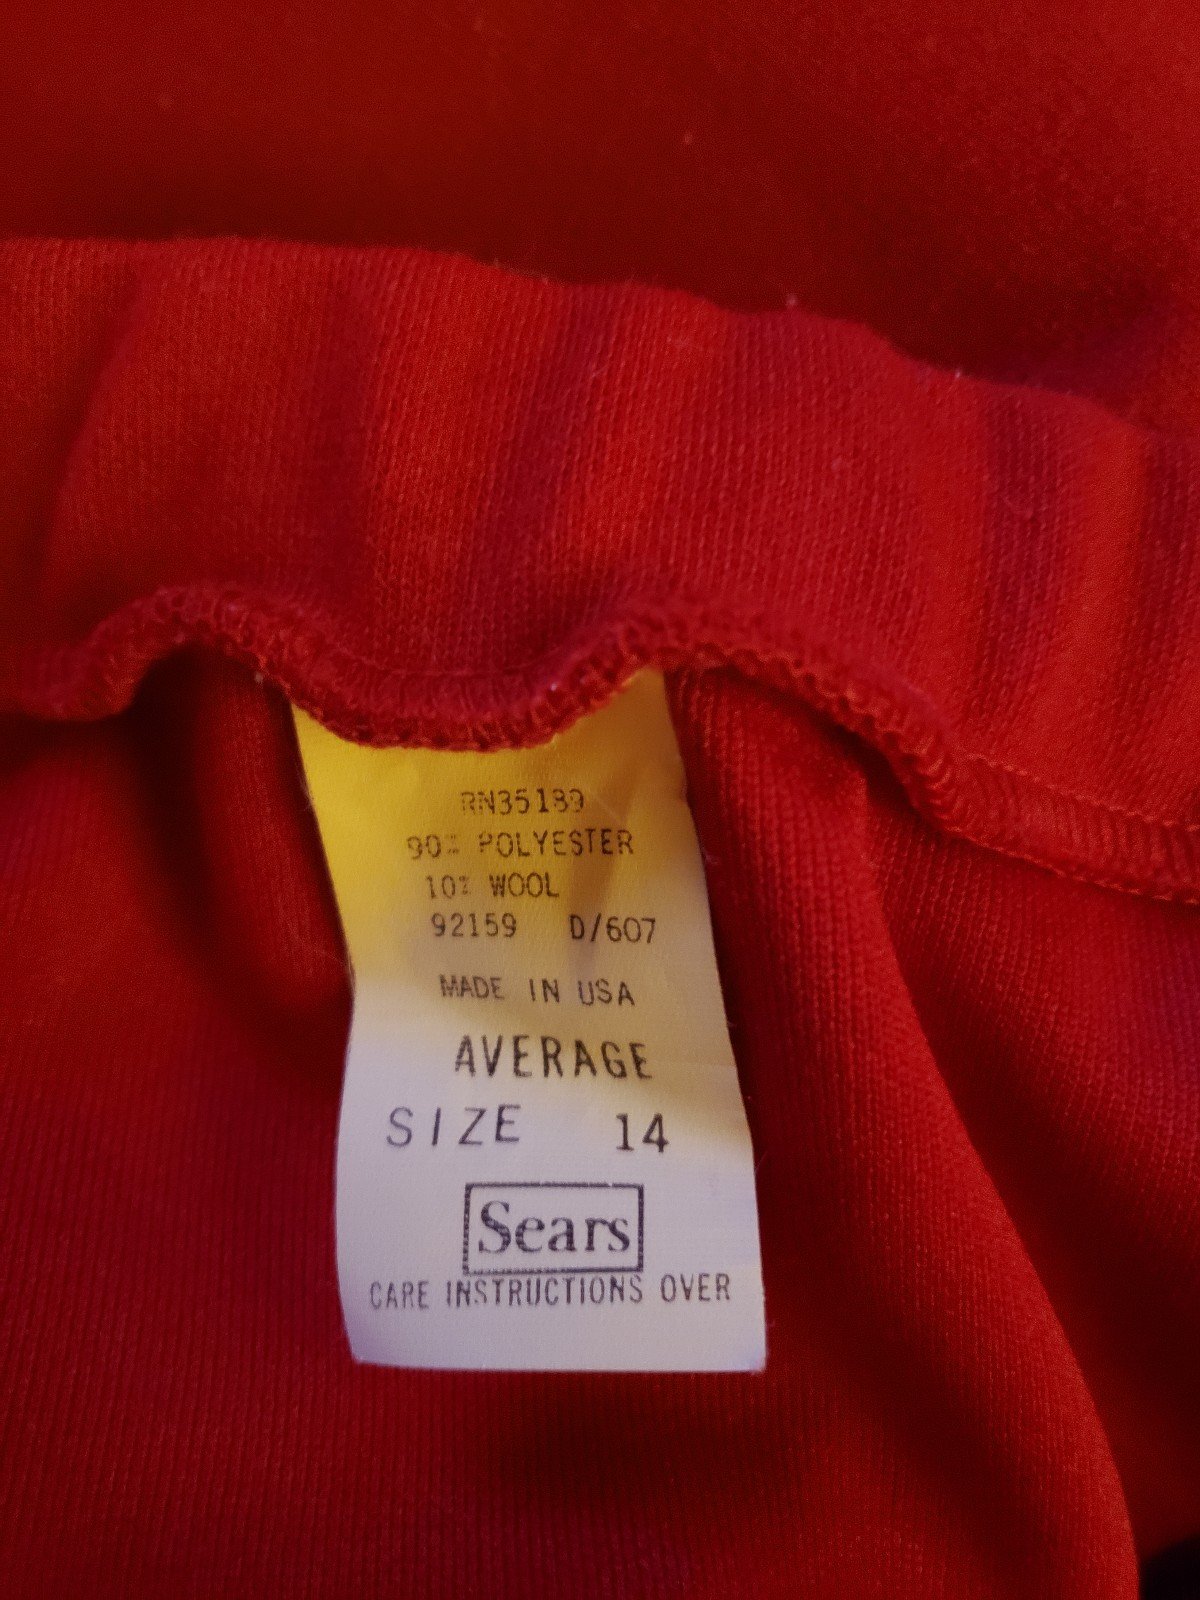 RN35189
90% POLYESTER
10% WOOL
92159 D/607
MADE IN USA
AVERAGE
SIZE 14
Sears
CARE INSTRUCTIONS OVER